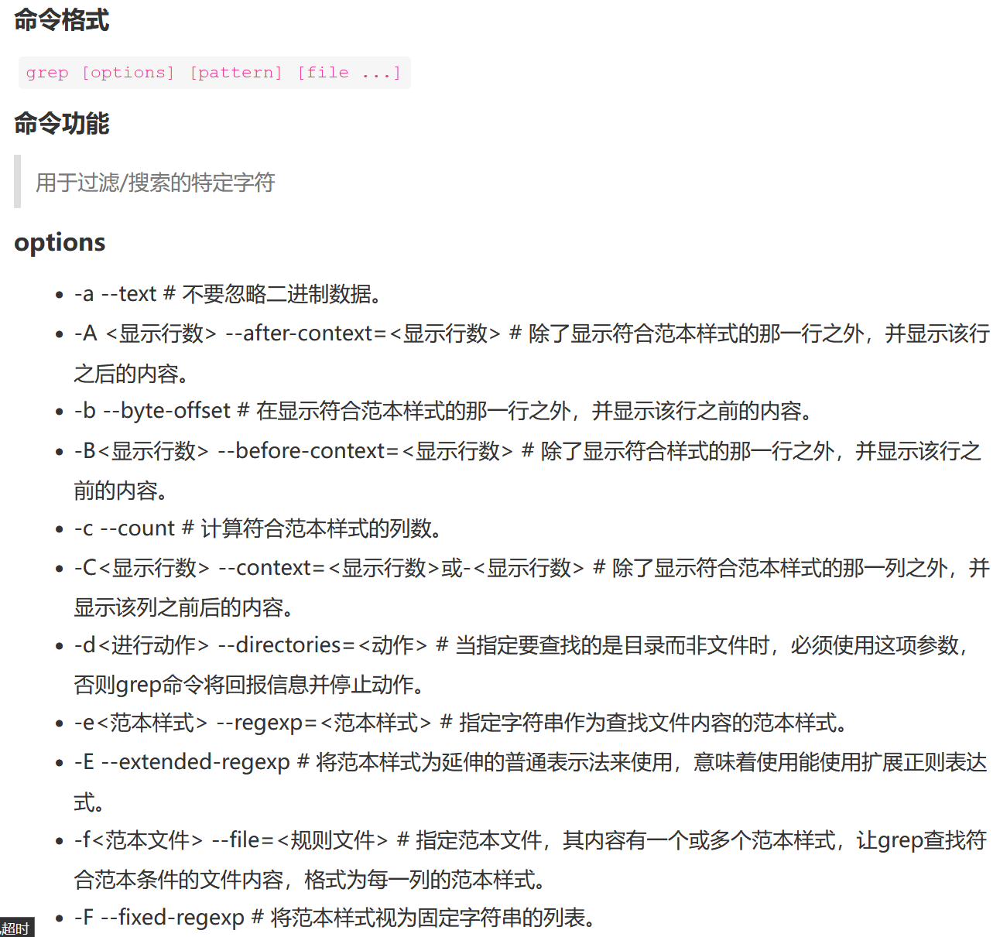 命令格式
grep [options] [pattern] [file ...]
命令功能
用于过滤/搜索的特定字符
options
-a --text # 不要忽略二进制数据。
-A <显示行数> --after-context=<显示行数> # 除了显示符合范本样式的那一行之外，并显示该行
之后的内容。
-b --byte-offset # 在显示符合范本样式的那一行之外，并显示该行之前的内容。
-B<显示行数> --before-context=<显示行数> # 除了显示符合样式的那一行之外，并显示该行之
前的内容。
-c --count # 计算符合范本样式的列数。
-C<显示行数> --context=<显示行数>或-<显示行数> # 除了显示符合范本样式的那一列之外，并
显示该列之前后的内容。
-d<进行动作> --directories=<动作> # 当指定要查找的是目录而非文件时，必须使用这项参数，
否则grep命令将回报信息并停止动作。
-e<范本样式> --regexp=<范本样式> # 指定字符串作为查找文件内容的范本样式。
-E --extended-regexp # 将范本样式为延伸的普通表示法来使用，意味着使用能使用扩展正则表达
式。
-f<范本文件> --file=<规则文件> # 指定范本文件，其内容有一个或多个范本样式，让grep查找符
合范本条件的文件内容，格式为每一列的范本样式。
-F --fixed-regexp # 将范本样式视为固定字符串的列表。
超时